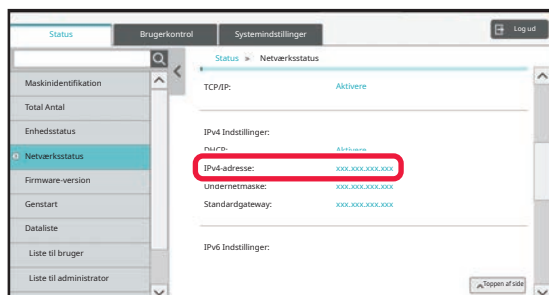 Status
Brugerkontrol
Systemindstillinger
Log ud
Maskinidentifikation
Total Antal
Enhedsstatus
Netværksstatus
Firmware-version
Genstart
Dataliste
Liste til bruger
Liste til administrator
Status » Netværksstatus
TCP/IP: Aktivere
IPv4 Indstillinger:
DHCP: Aktivere
IPv4-adresse: xxx.xxx.xxx.xxx
Undernetmaske: xxx.xxx.xxx.xxx
Standardgateway: xxx.xxx.xxx.xxx
IPv6 Indstillinger:
Toppen af side